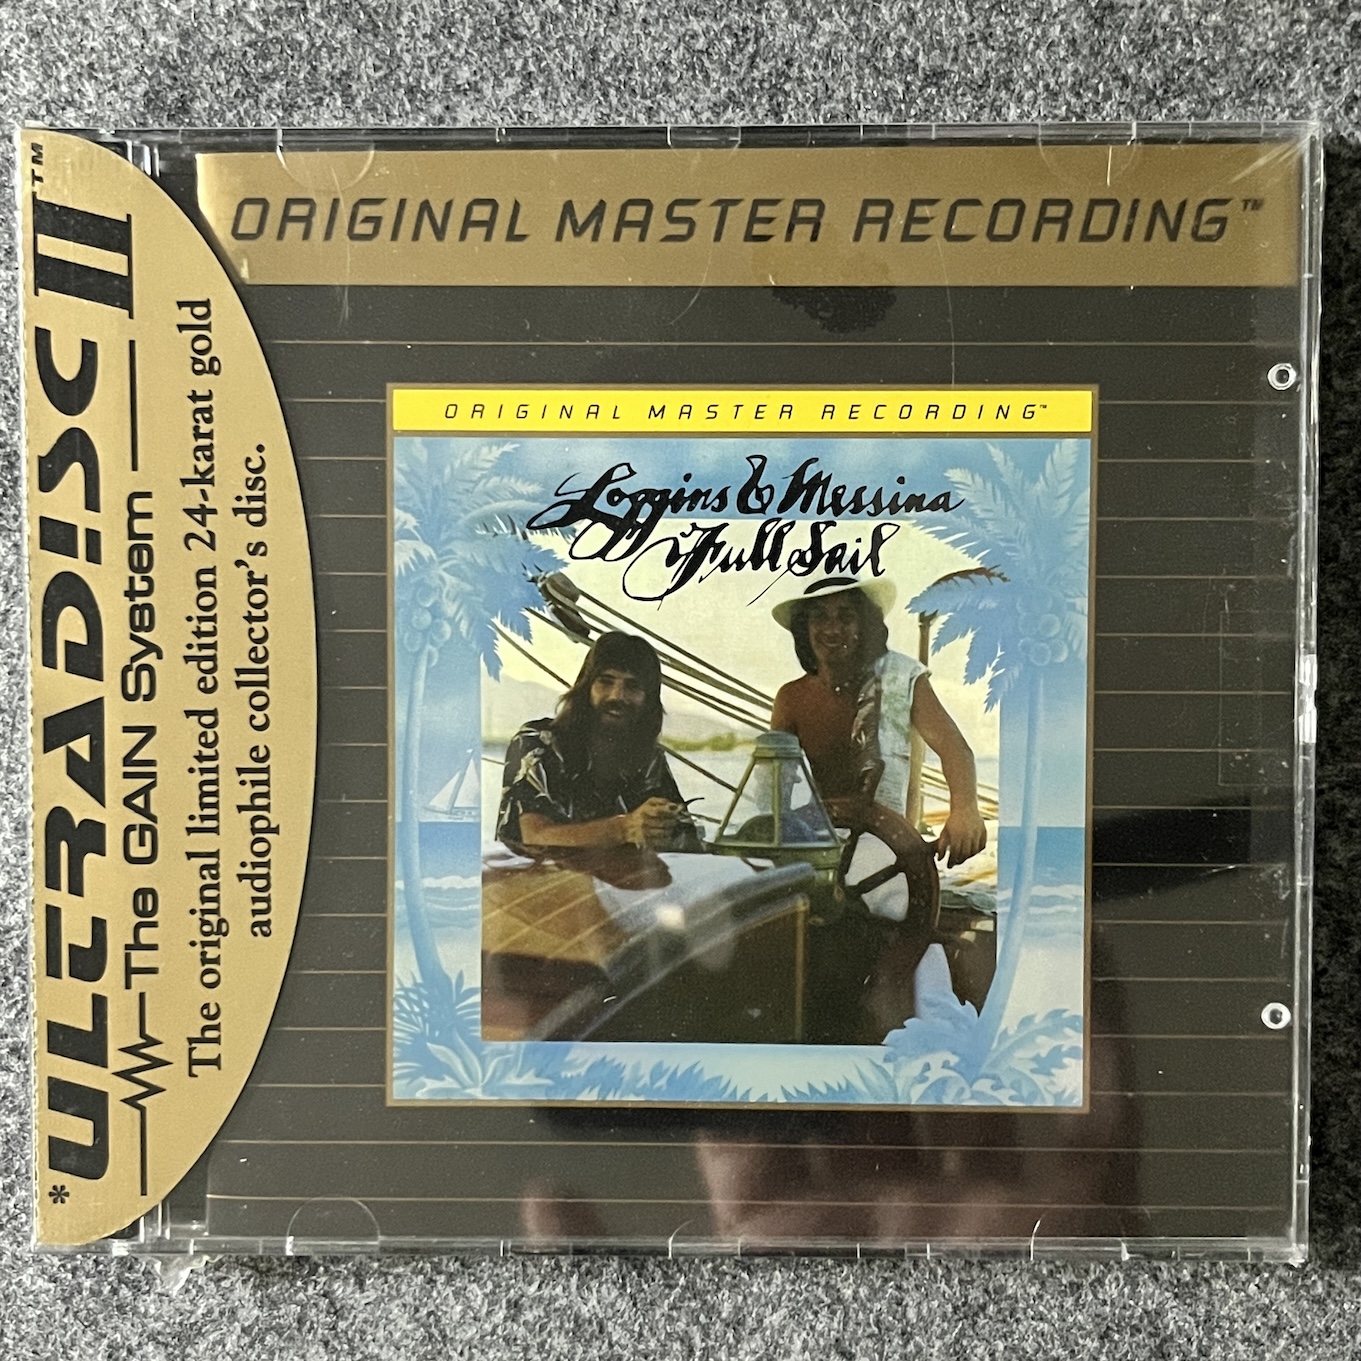 ORIGINAL MASTER RECORDING™
ORIGINAL MASTER RECORDING™
Loggins & Messina
Full Sail
*ULTRADISC II™
The GAIN System
The original limited edition 24-karat gold
audiophile collector's disc.